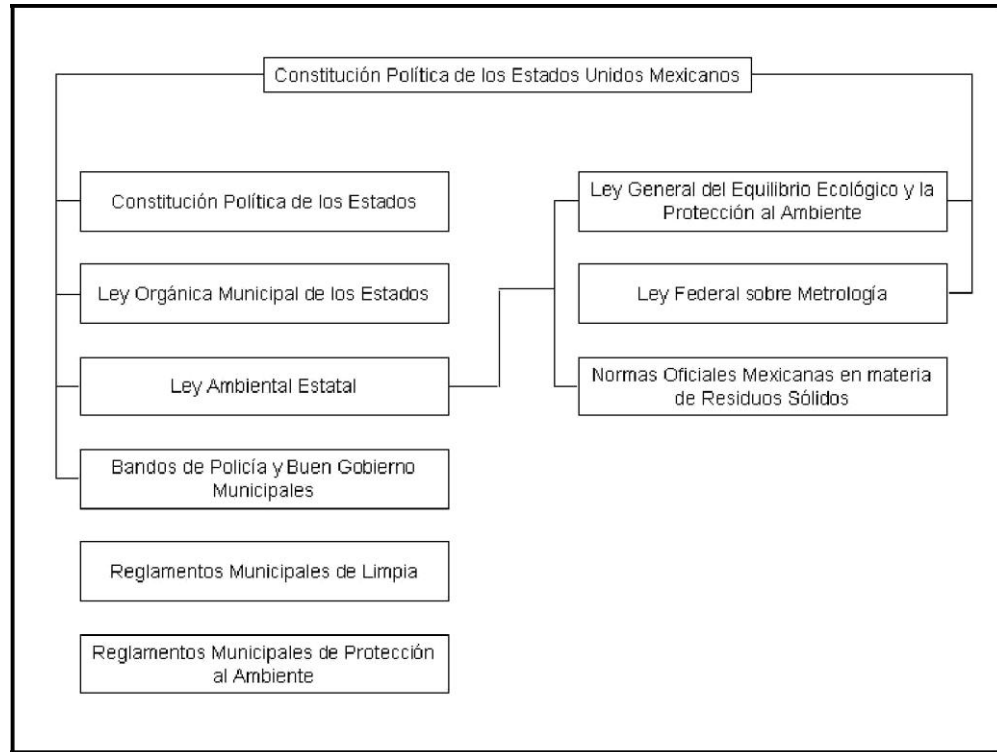 Constitución Política de los Estados Unidos Mexicanos
Constitución Política de los Estados
Ley Orgánica Municipal de los Estados
Ley Ambiental Estatal
Bandos de Policía y Buen Gobierno
Municipales
Reglamentos Municipales de Limpia
Reglamentos Municipales de Protección
al Ambiente
Ley General del Equilibrio Ecológico y la
Protección al Ambiente
Ley Federal sobre Metrología
Normas Oficiales Mexicanas en materia
de Residuos Sólidos